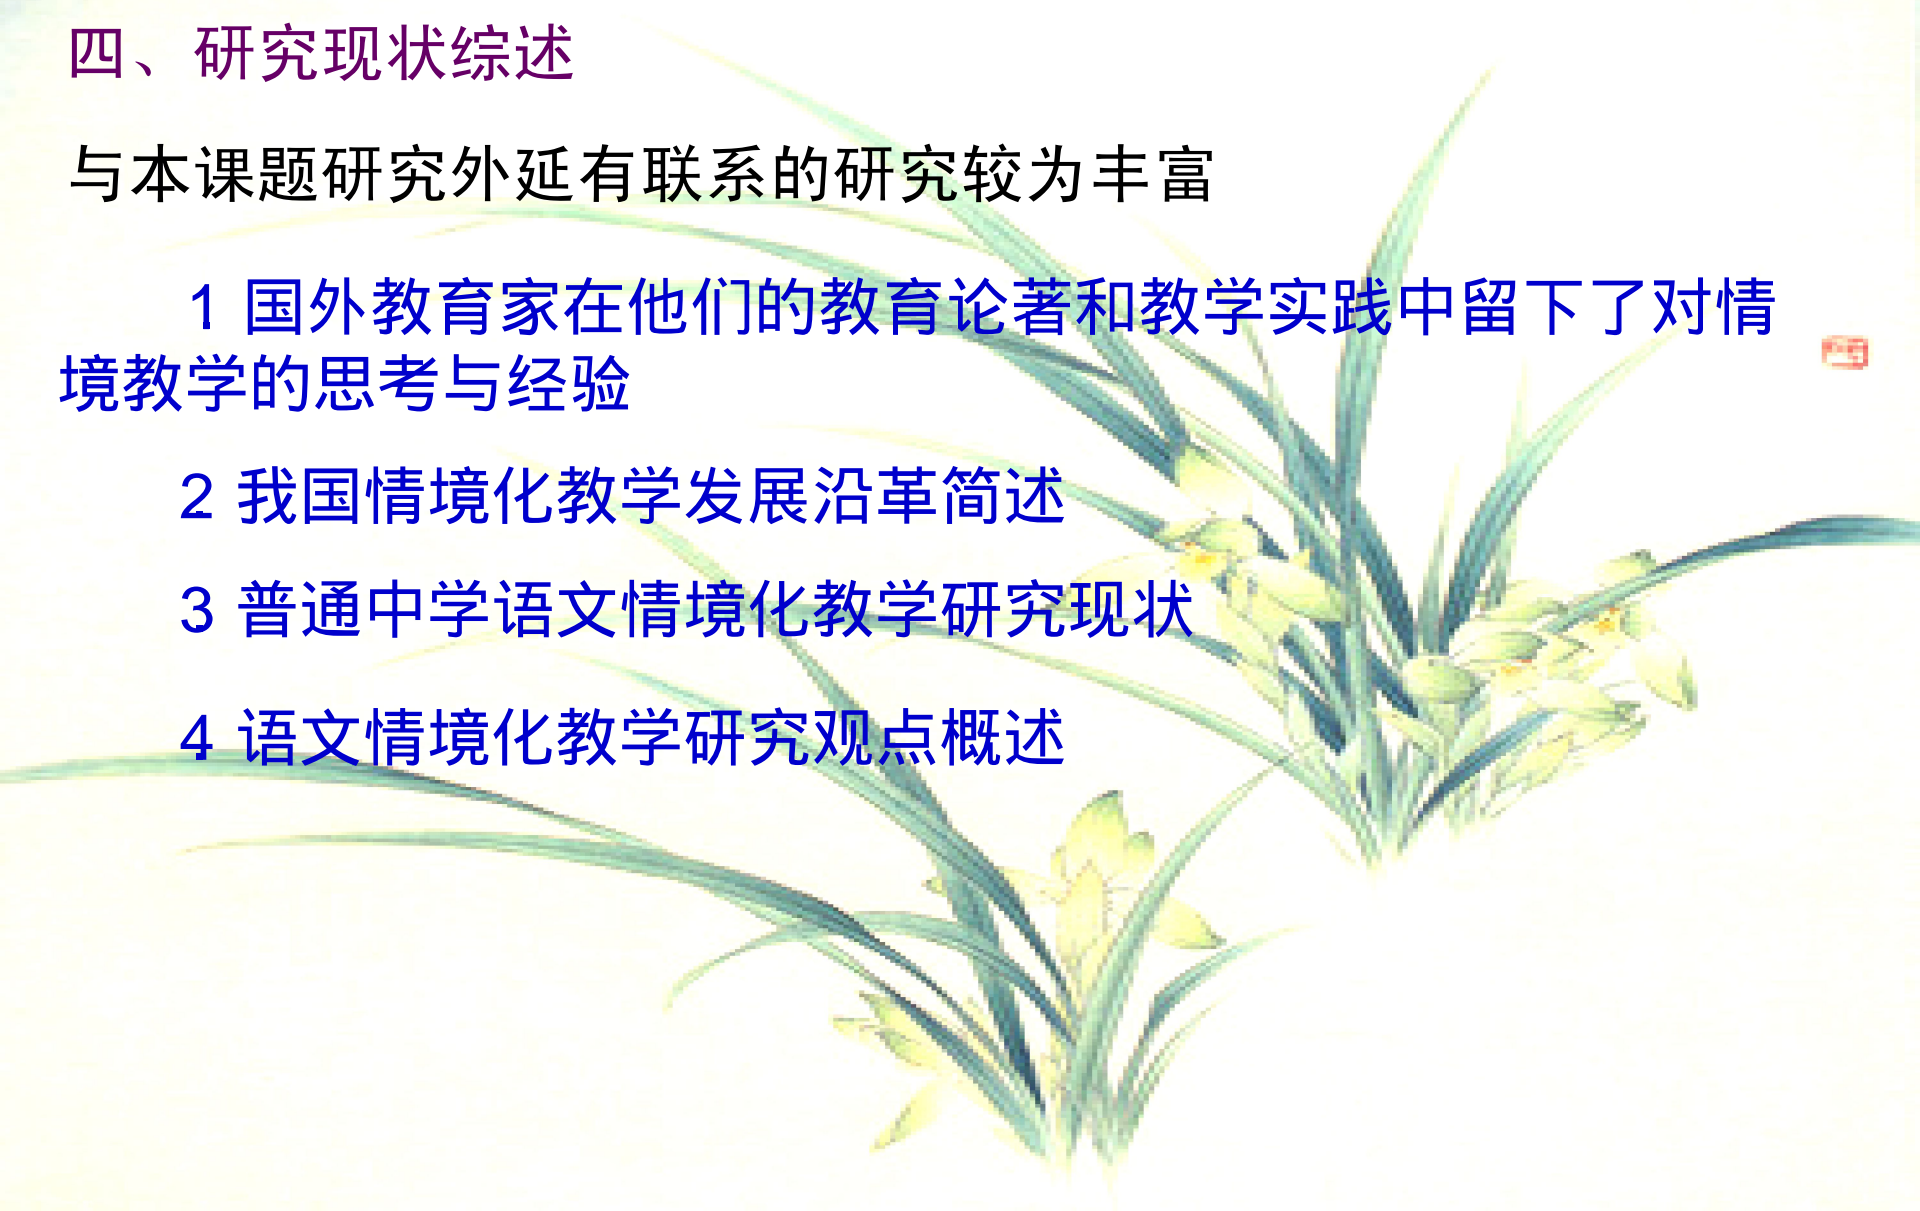 四、研究现状综述
与本课题研究外延有联系的研究较为丰富
1 国外教育家在他们的教育论著和教学实践中留下了对情
境教学的思考与经验
2 我国情境化教学发展沿革简述
3 普通中学语文情境化教学研究现状
4 语文情境化教学研究观点概述